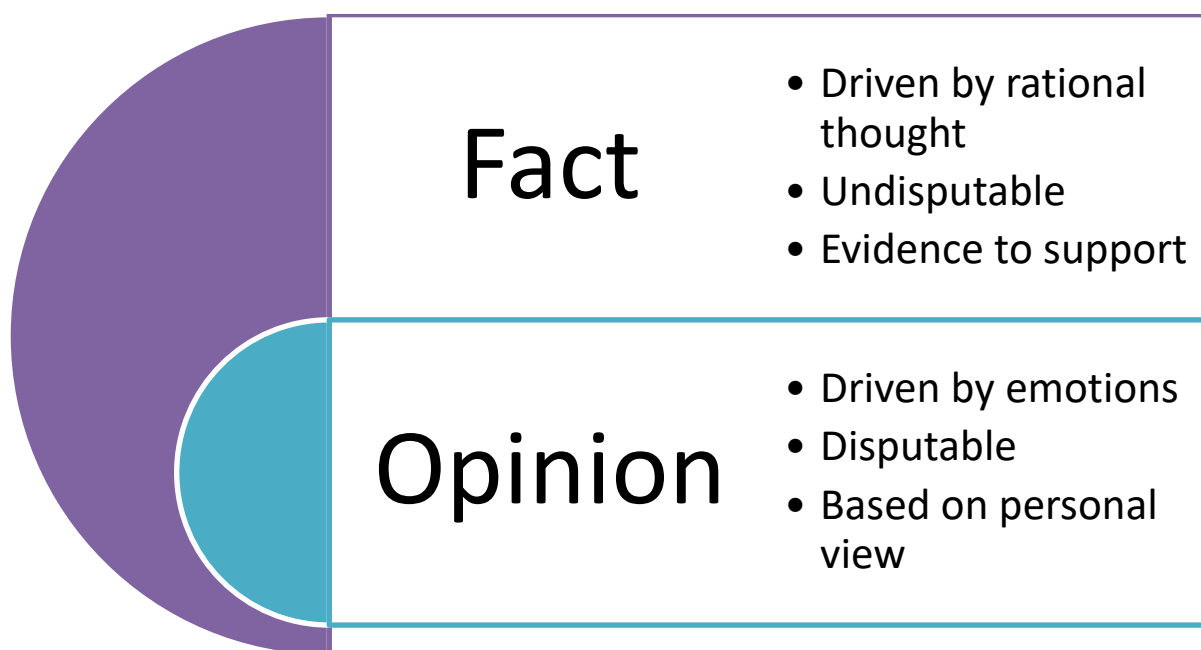 Fact
• Driven by rational
thought
• Undisputable
• Evidence to support
Opinion
• Driven by emotions
• Disputable
• Based on personal
view